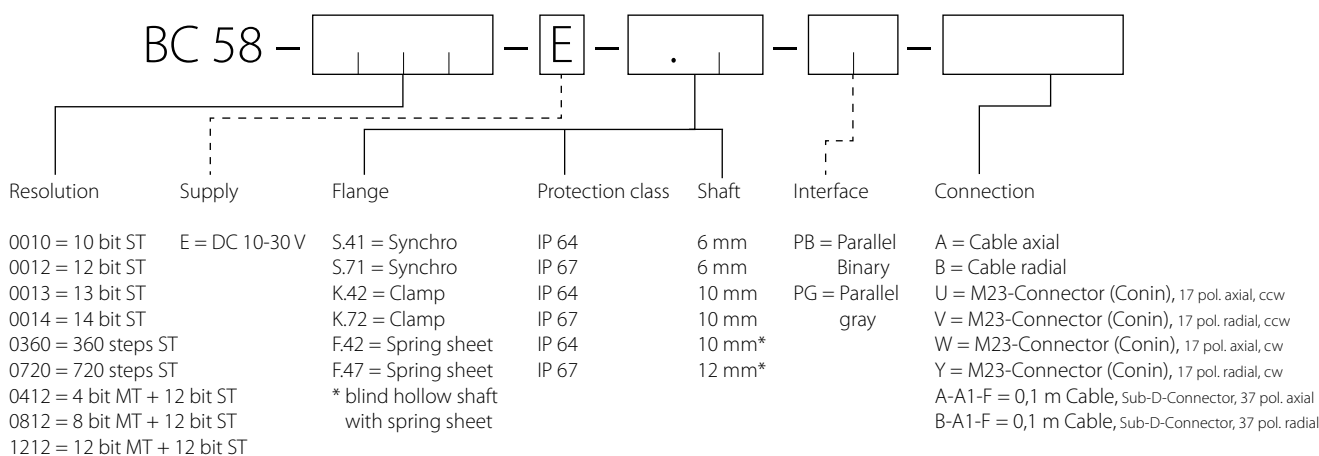 BC 58 – – E – . – –
Resolution Supply Flange Protection class Shaft Interface Connection
0010 = 10 bit ST E = DC 10-30 V S.41 = Synchro IP 64 6 mm PB = Parallel A = Cable axial
0012 = 12 bit ST S.71 = Synchro IP 67 6 mm Binary B = Cable radial
0013 = 13 bit ST K.42 = Clamp IP 64 10 mm PG = Parallel U = M23-Connector (Conin), 17 pol. axial, ccw
0014 = 14 bit ST K.72 = Clamp IP 67 10 mm gray V = M23-Connector (Conin), 17 pol. radial, ccw
0360 = 360 steps ST F.42 = Spring sheet IP 64 10 mm* W = M23-Connector (Conin), 17 pol. axial, cw
0720 = 720 steps ST F.47 = Spring sheet IP 67 12 mm* Y = M23-Connector (Conin), 17 pol. radial, cw
0412 = 4 bit MT + 12 bit ST * blind hollow shaft A-A1-F = 0,1 m Cable, Sub-D-Connector, 37 pol. axial
0812 = 8 bit MT + 12 bit ST with spring sheet B-A1-F = 0,1 m Cable, Sub-D-Connector, 37 pol. radial
1212 = 12 bit MT + 12 bit ST